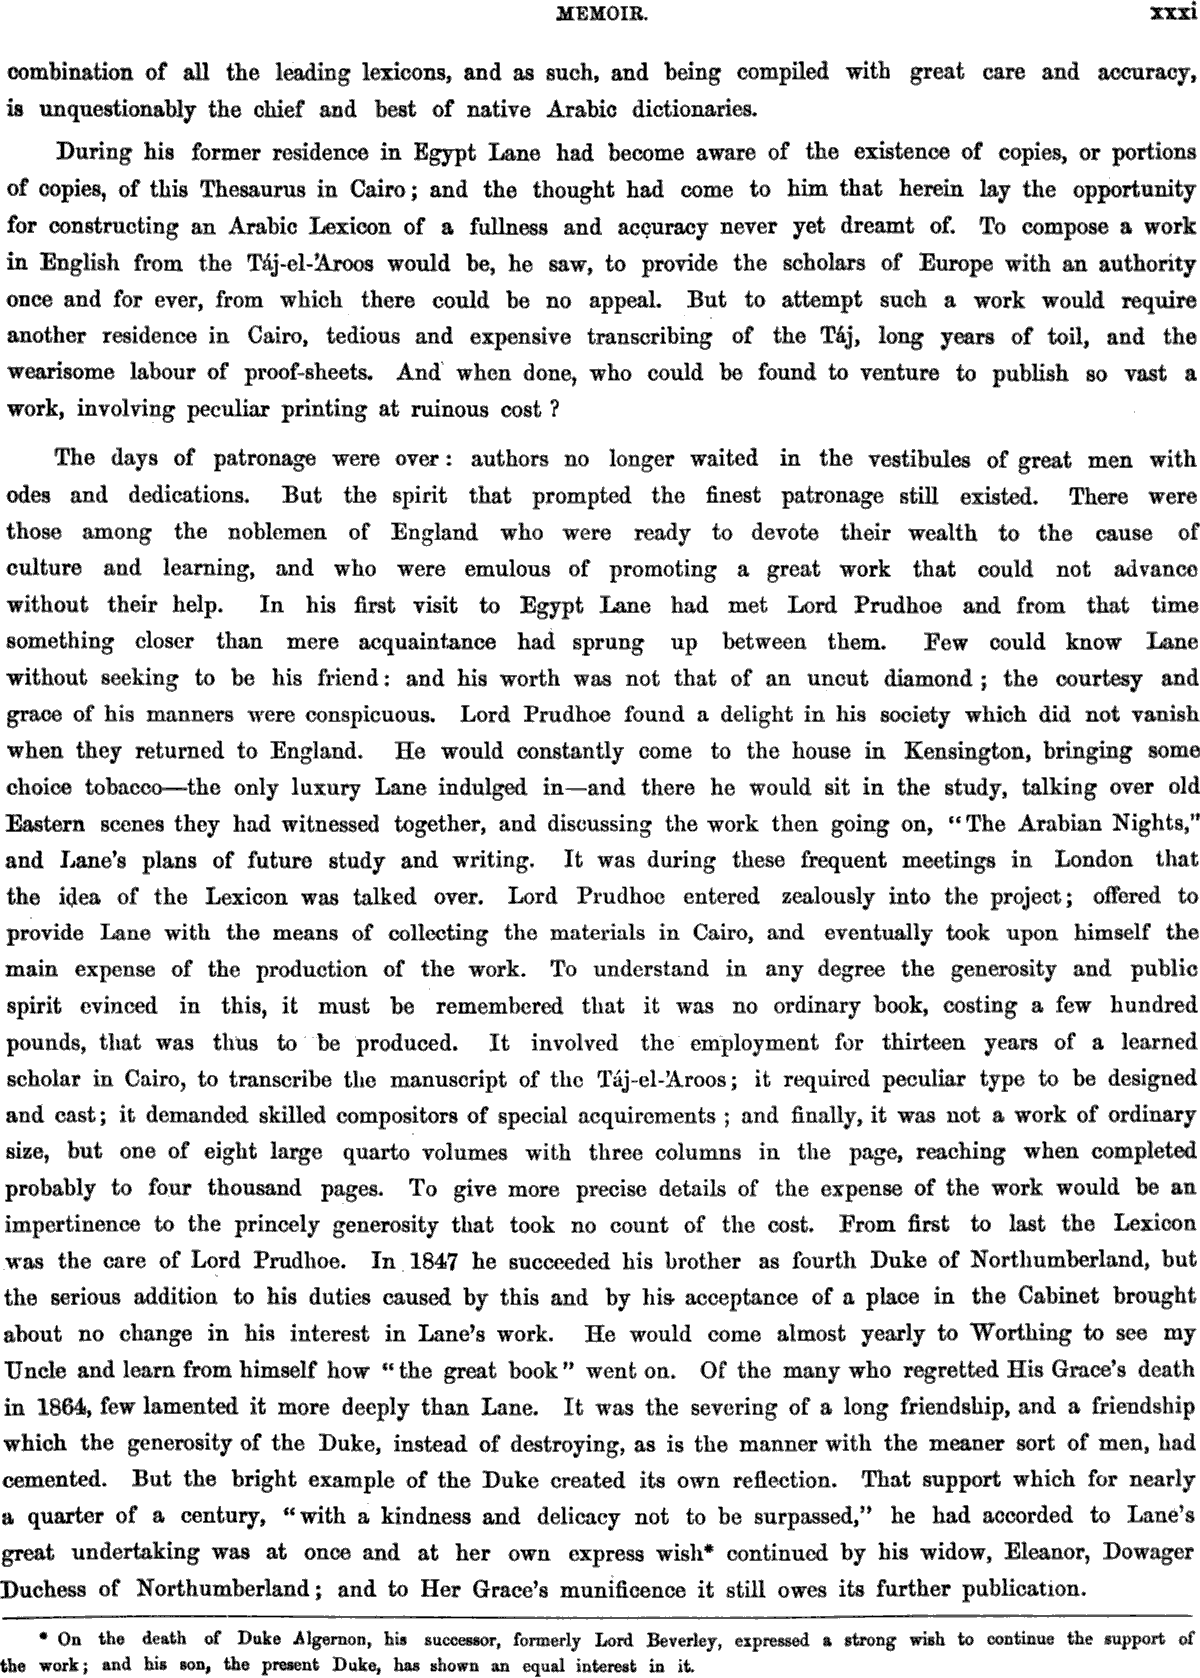 MEMOIR. xxxi
combination of all the leading lexicons, and as such, and being compiled with great care and accuracy,
is unquestionably the chief and best of native Arabic dictionaries.
During his former residence in Egypt Lane had become aware of the existence of copies, or portions
of copies, of this Thesaurus in Cairo; and the thought had come to him that herein lay the opportunity
for constructing an Arabic Lexicon of a fullness and accuracy never yet dreamt of. To compose a work
in English from the Táj-el-'Aroos would be, he saw, to provide the scholars of Europe with an authority
once and for ever, from which there could be no appeal. But to attempt such a work would require
another residence in Cairo, tedious and expensive transcribing of the Táj, long years of toil, and the
wearisome labour of proof-sheets. And when done, who could be found to venture to publish so vast a
work, involving peculiar printing at ruinous cost?
The days of patronage were over: authors no longer waited in the vestibules of great men with
odes and dedications. But the spirit that prompted the finest patronage still existed. There were
those among the noblemen of England who were ready to devote their wealth to the cause of
culture and learning, and who were emulous of promoting a great work that could not advance
without their help. In his first visit to Egypt Lane had met Lord Prudhoe and from that time
something closer than mere acquaintance had sprung up between them. Few could know Lane
without seeking to be his friend: and his worth was not that of an uncut diamond; the courtesy and
grace of his manners were conspicuous. Lord Prudhoe found a delight in his society which did not vanish
when they returned to England. He would constantly come to the house in Kensington, bringing some
choice tobacco—the only luxury Lane indulged in—and there he would sit in the study, talking over old
Eastern scenes they had witnessed together, and discussing the work then going on, "The Arabian Nights,"
and Lane's plans of future study and writing. It was during these frequent meetings in London that
the idea of the Lexicon was talked over. Lord Prudhoe entered zealously into the project; offered to
provide Lane with the means of collecting the materials in Cairo, and eventually took upon himself the
main expense of the production of the work. To understand in any degree the generosity and public
spirit evinced in this, it must be remembered that it was no ordinary book, costing a few hundred
pounds, that was thus to be produced. It involved the employment for thirteen years of a learned
scholar in Cairo, to transcribe the manuscript of the Táj-el-'Aroos; it required peculiar type to be designed
and cast; it demanded skilled compositors of special acquirements; and finally, it was not a work of ordinary
size, but one of eight large quarto volumes with three columns in the page, reaching when completed
probably to four thousand pages. To give more precise details of the expense of the work would be an
impertinence to the princely generosity that took no count of the cost. From first to last the Lexicon
was the care of Lord Prudhoe. In 1847 he succeeded his brother as fourth Duke of Northumberland, but
the serious addition to his duties caused by this and by his acceptance of a place in the Cabinet brought
about no change in his interest in Lane's work. He would come almost yearly to Worthing to see my
Uncle and learn from himself how "the great book" went on. Of the many who regretted His Grace's death
in 1864, few lamented it more deeply than Lane. It was the severing of a long friendship, and a friendship
which the generosity of the Duke, instead of destroying, as is the manner with the meaner sort of men, had
cemented. But the bright example of the Duke created its own reflection. That support which for nearly
a quarter of a century, "with a kindness and delicacy not to be surpassed," he had accorded to Lane's
great undertaking was at once and at her own express wish* continued by his widow, Eleanor, Dowager
Duchess of Northumberland; and to Her Grace's munificence it still owes its further publication.
* On the death of Duke Algernon, his successor, formerly Lord Beverley, expressed a strong wish to continue the support of
the work; and his son, the present Duke, has shown an equal interest in it.